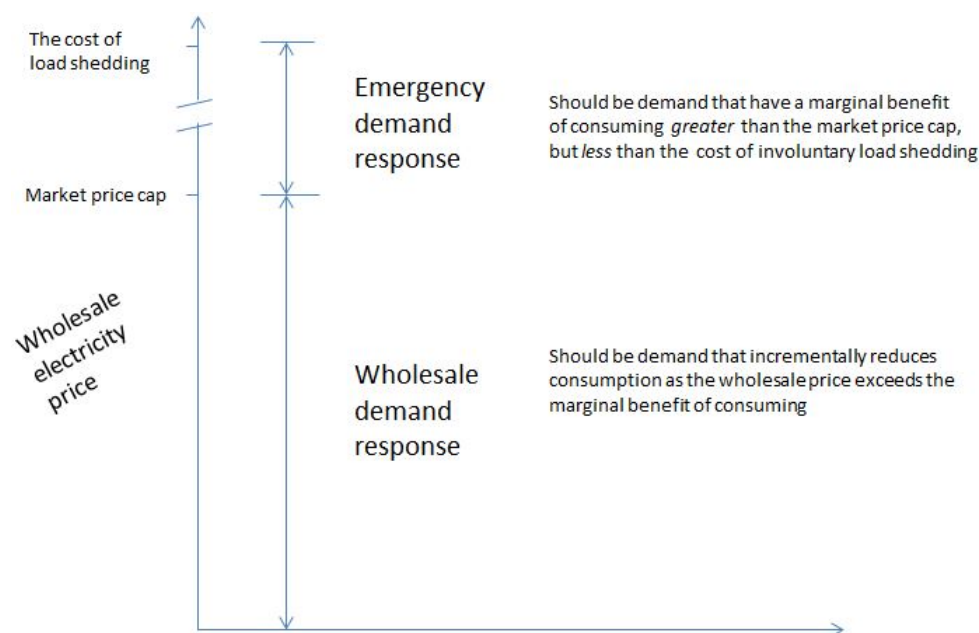 The cost of
load shedding
Emergency
demand
response
Should be demand that have a marginal benefit
of consuming greater than the market price cap,
but less than the cost of involuntary load shedding
Market price cap
Wholesale
electricity
price
Wholesale
demand
response
Should be demand that incrementally reduces
consumption as the wholesale price exceeds the
marginal benefit of consuming